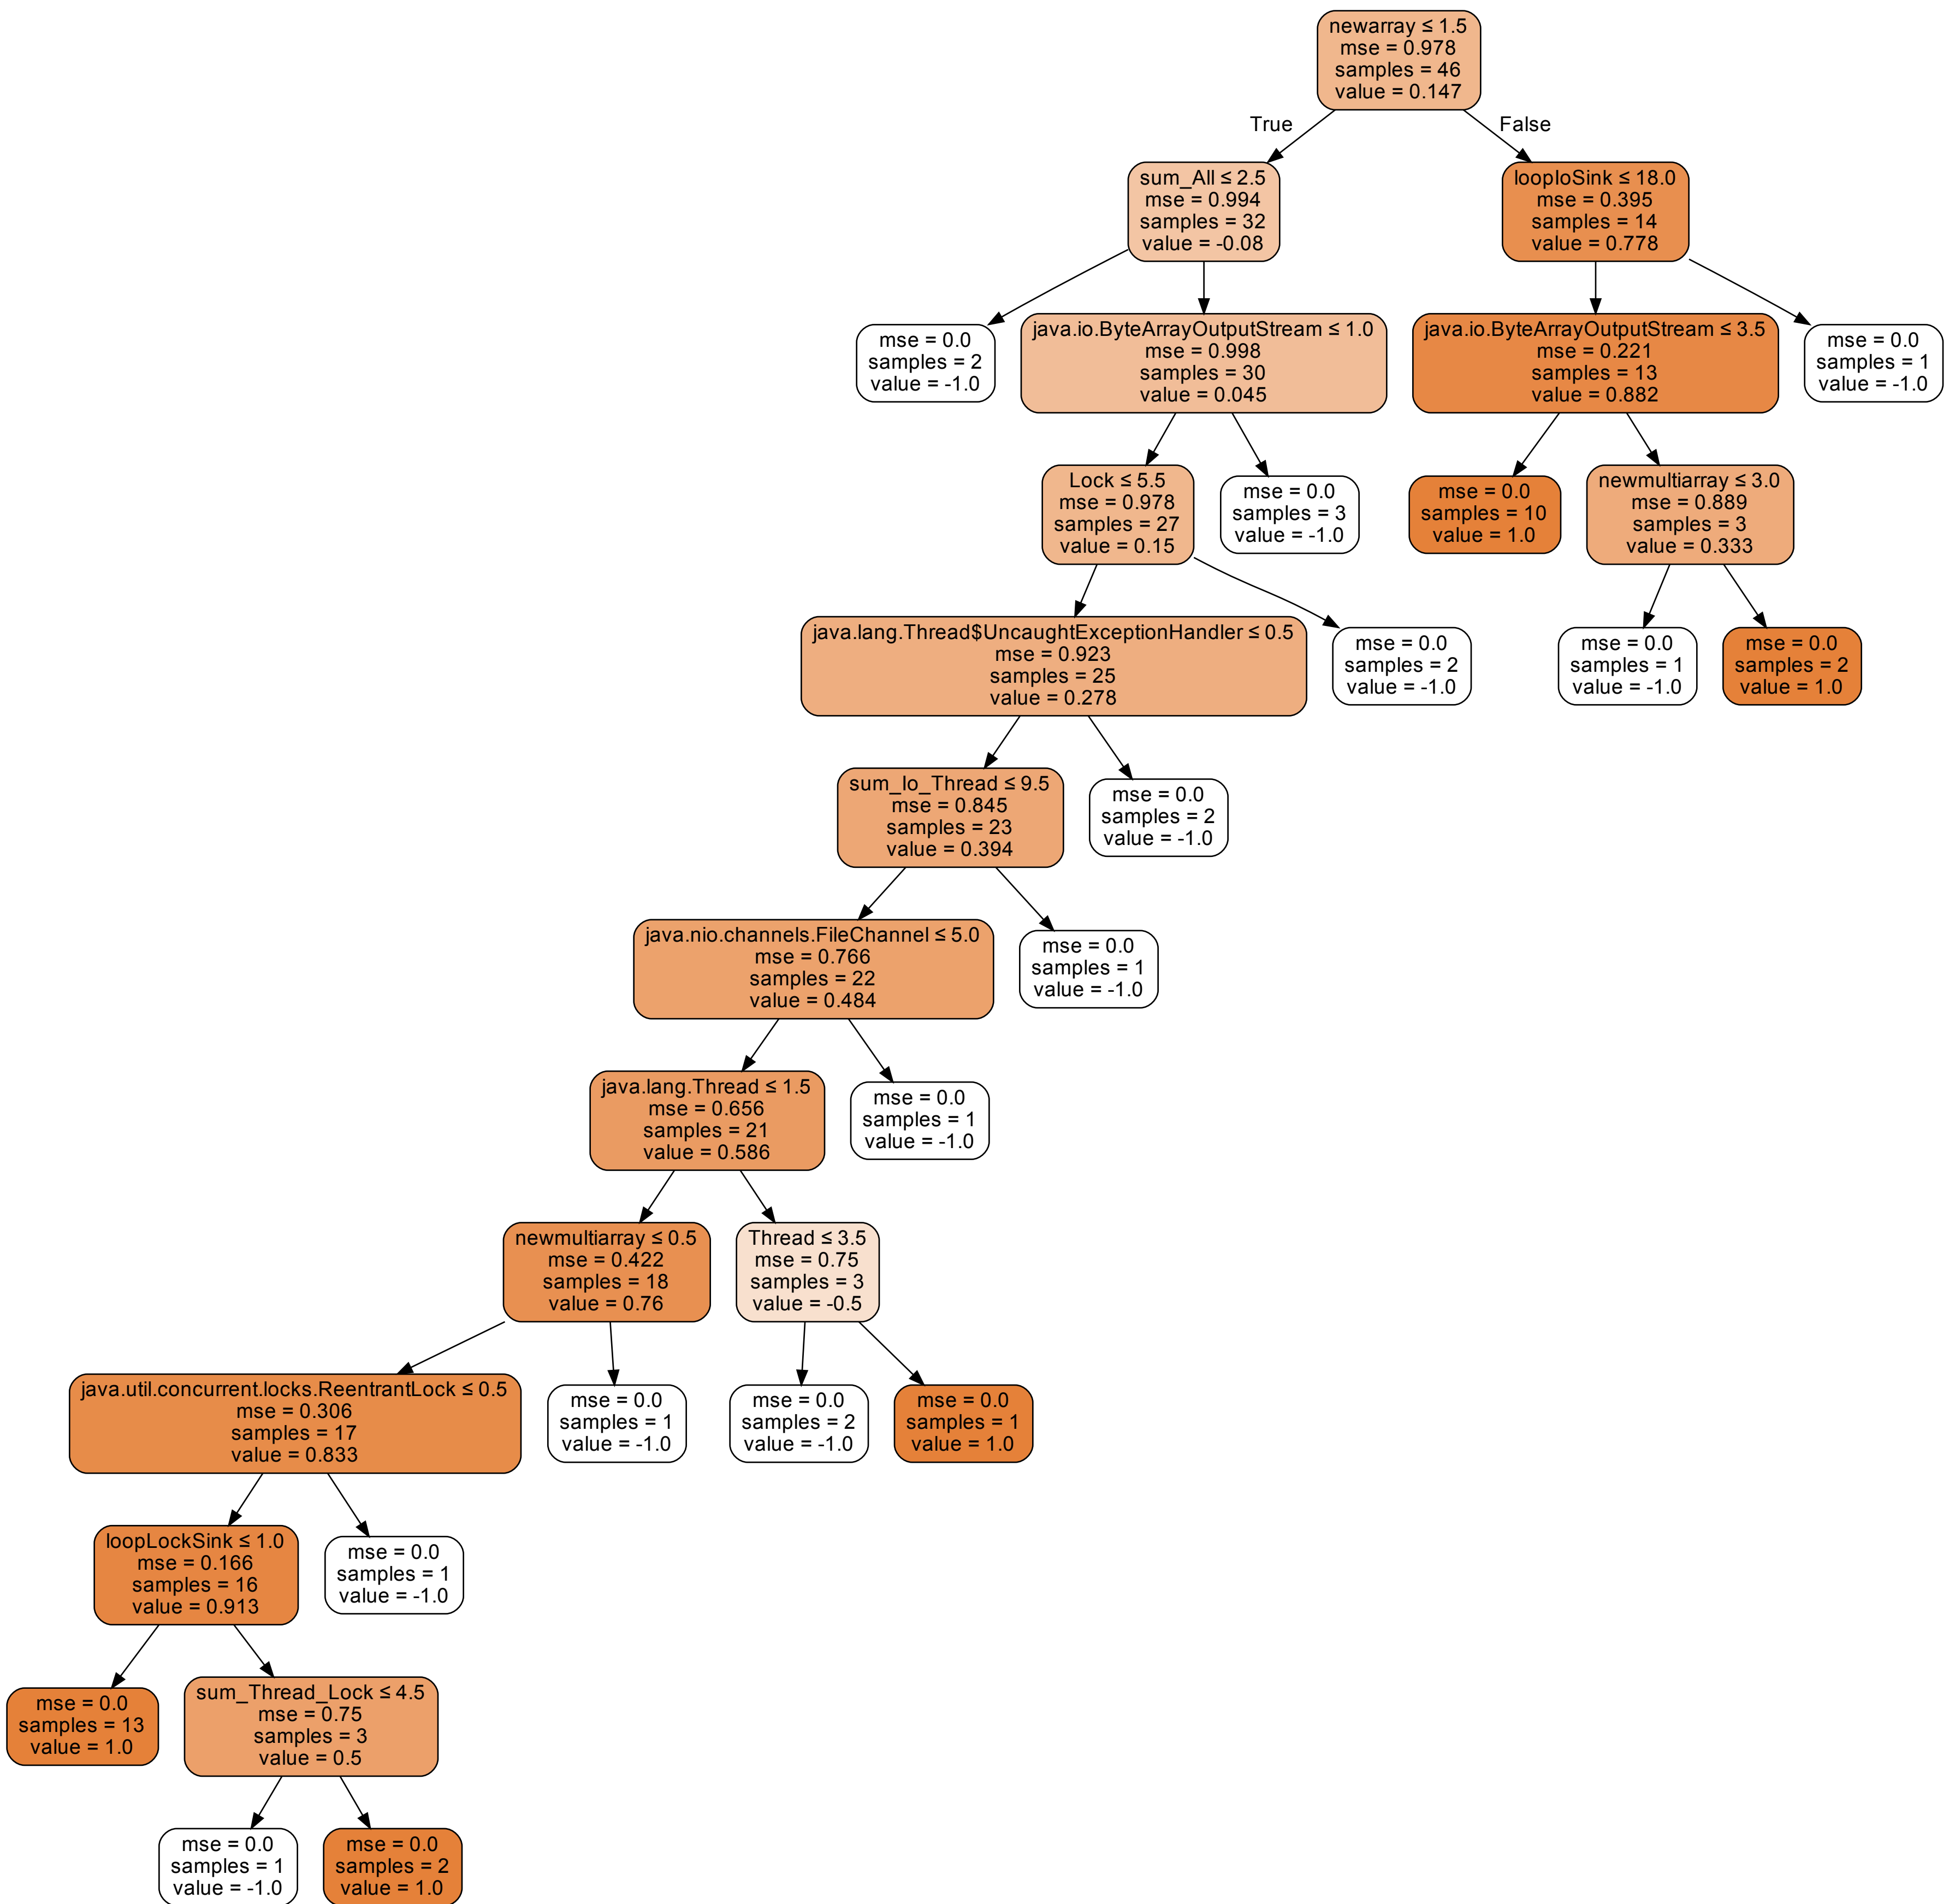 newarray ≤ 1.5
mse = 0.978
samples = 46
value = 0.147
True
False
sum_All ≤ 2.5
mse = 0.994
samples = 32
value = -0.08
loopIoSink ≤ 18.0
mse = 0.395
samples = 14
value = 0.778
mse = 0.0
samples = 2
value = -1.0
java.io.ByteArrayOutputStream ≤ 1.0
mse = 0.998
samples = 30
value = 0.045
java.io.ByteArrayOutputStream ≤ 3.5
mse = 0.221
samples = 13
value = 0.882
mse = 0.0
samples = 1
value = -1.0
Lock ≤ 5.5
mse = 0.978
samples = 27
value = 0.15
mse = 0.0
samples = 3
value = -1.0
mse = 0.0
samples = 10
value = 1.0
newmultiarray ≤ 3.0
mse = 0.889
samples = 3
value = 0.333
java.lang.Thread$UncaughtExceptionHandler ≤ 0.5
mse = 0.923
samples = 25
value = 0.278
mse = 0.0
samples = 2
value = -1.0
mse = 0.0
samples = 1
value = -1.0
mse = 0.0
samples = 2
value = 1.0
sum_Io_Thread ≤ 9.5
mse = 0.845
samples = 23
value = 0.394
mse = 0.0
samples = 2
value = -1.0
java.nio.channels.FileChannel ≤ 5.0
mse = 0.766
samples = 22
value = 0.484
mse = 0.0
samples = 1
value = -1.0
java.lang.Thread ≤ 1.5
mse = 0.656
samples = 21
value = 0.586
mse = 0.0
samples = 1
value = -1.0
newmultiarray ≤ 0.5
mse = 0.422
samples = 18
value = 0.76
Thread ≤ 3.5
mse = 0.75
samples = 3
value = -0.5
java.util.concurrent.locks.ReentrantLock ≤ 0.5
mse = 0.306
samples = 17
value = 0.833
mse = 0.0
samples = 1
value = -1.0
mse = 0.0
samples = 2
value = -1.0
mse = 0.0
samples = 1
value = 1.0
loopLockSink ≤ 1.0
mse = 0.166
samples = 16
value = 0.913
mse = 0.0
samples = 1
value = -1.0
mse = 0.0
samples = 13
value = 1.0
sum_Thread_Lock ≤ 4.5
mse = 0.75
samples = 3
value = 0.5
mse = 0.0
samples = 1
value = -1.0
mse = 0.0
samples = 2
value = 1.0